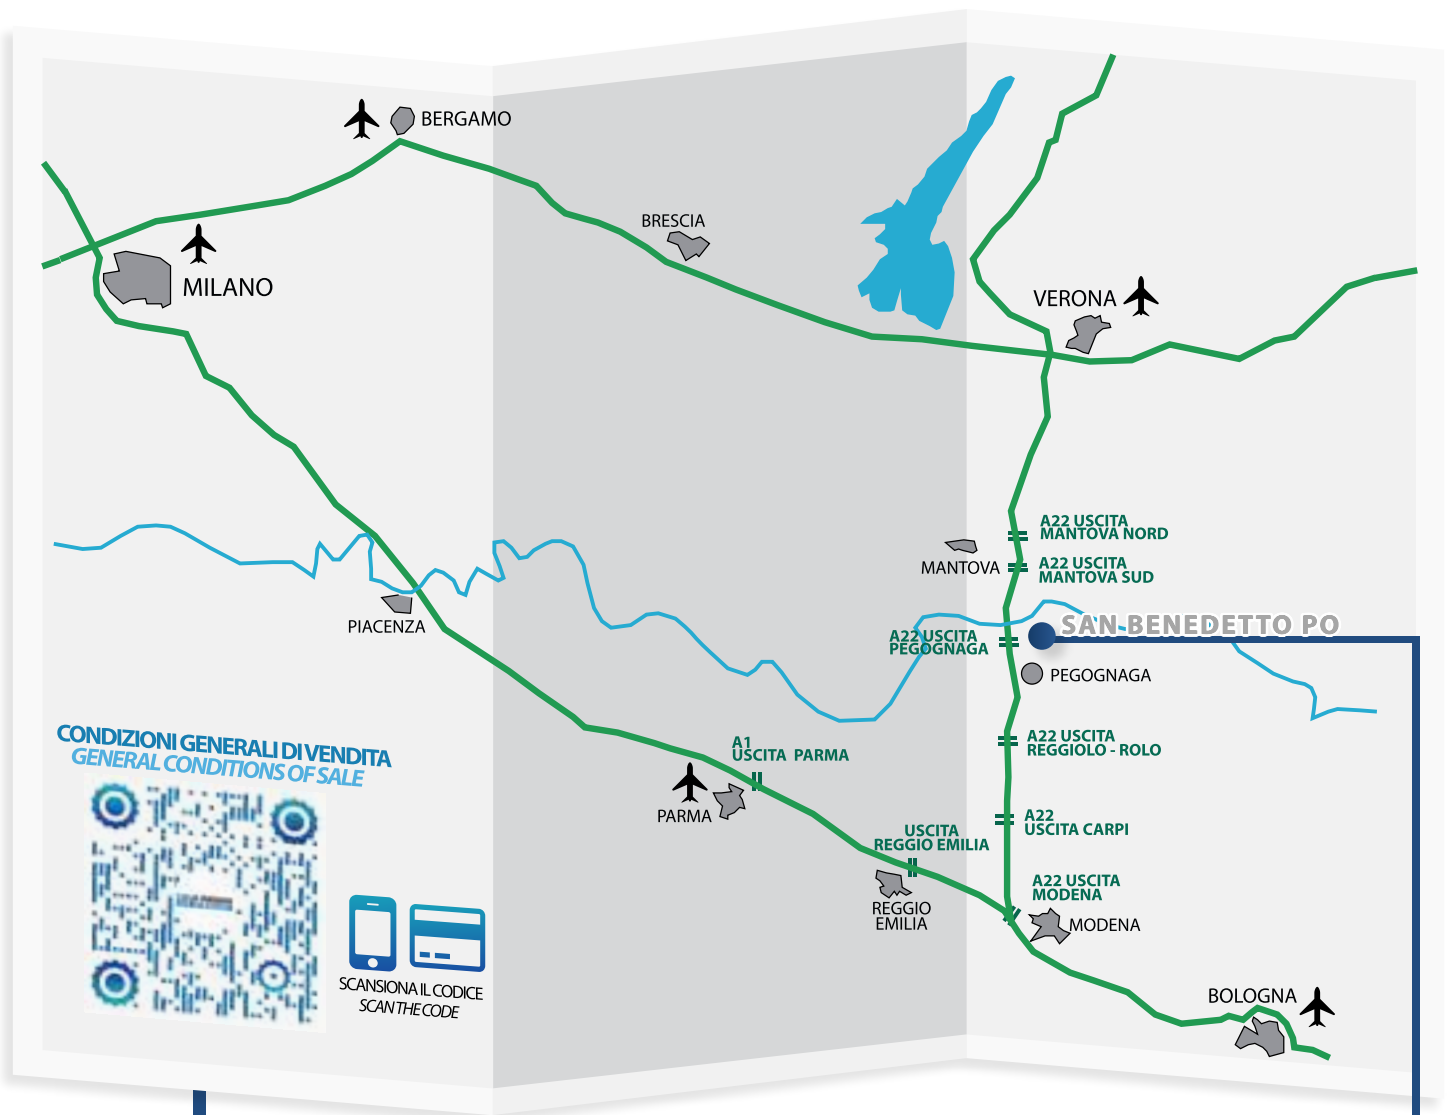 BERGAMO
BRESCIA
MILANO
VERONA
A22 USCITA
MANTOVA NORD
MANTOVA
A22 USCITA
MANTOVA SUD
PIACENZA
SAN BENEDETTO PO
A22 USCITA
PEGOGNAGA
PEGOGNAGA
CONDIZIONI GENERALI DI VENDITA
GENERAL CONDITIONS OF SALE
A1
USCITA PARMA
A22 USCITA
REGGIOLO - ROLO
PARMA
A22
USCITA CARPI
USCITA
REGGIO EMILIA
A22 USCITA
MODENA
REGGIO
EMILIA
MODENA
SCANSIONA IL CODICE
SCAN THE CODE
BOLOGNA